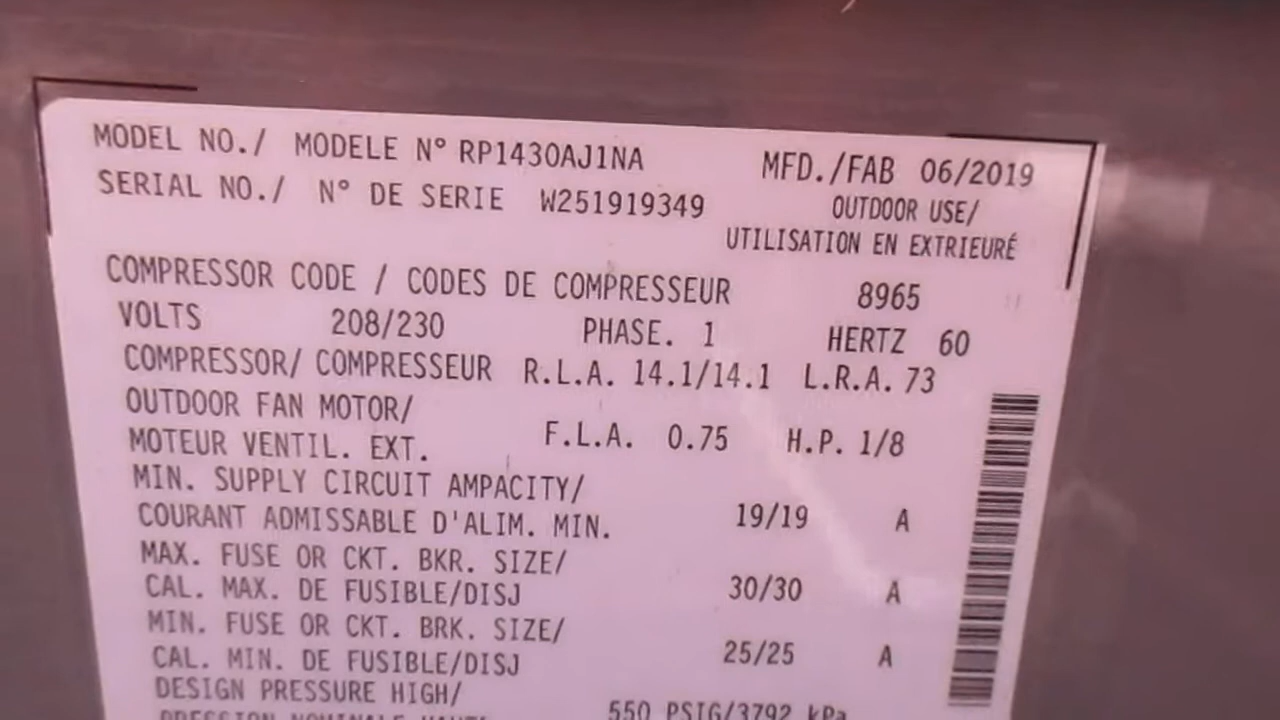 MODEL NO./ MODELE N° RP1430AJ1NA MFD./FAB 06/2019
SERIAL NO./ N° DE SERIE W251919349 OUTDOOR USE/
UTILISATION EN EXTRIEURÉ
COMPRESSOR CODE / CODES DE COMPRESSEUR 8965
VOLTS 208/230 PHASE. 1 HERTZ 60
COMPRESSOR/ COMPRESSEUR R.L.A. 14.1/14.1 L.R.A. 73
OUTDOOR FAN MOTOR/
MOTEUR VENTIL. EXT. F.L.A. 0.75 H.P. 1/8
MIN. SUPPLY CIRCUIT AMPACITY/
COURANT ADMISSABLE D'ALIM. MIN. 19/19 A
MAX. FUSE OR CKT. BKR. SIZE/
CAL. MAX. DE FUSIBLE/DISJ 30/30 A
MIN. FUSE OR CKT. BRK. SIZE/
CAL. MIN. DE FUSIBLE/DISJ 25/25 A
DESIGN PRESSURE HIGH/
550 PSIG/3792 kPa